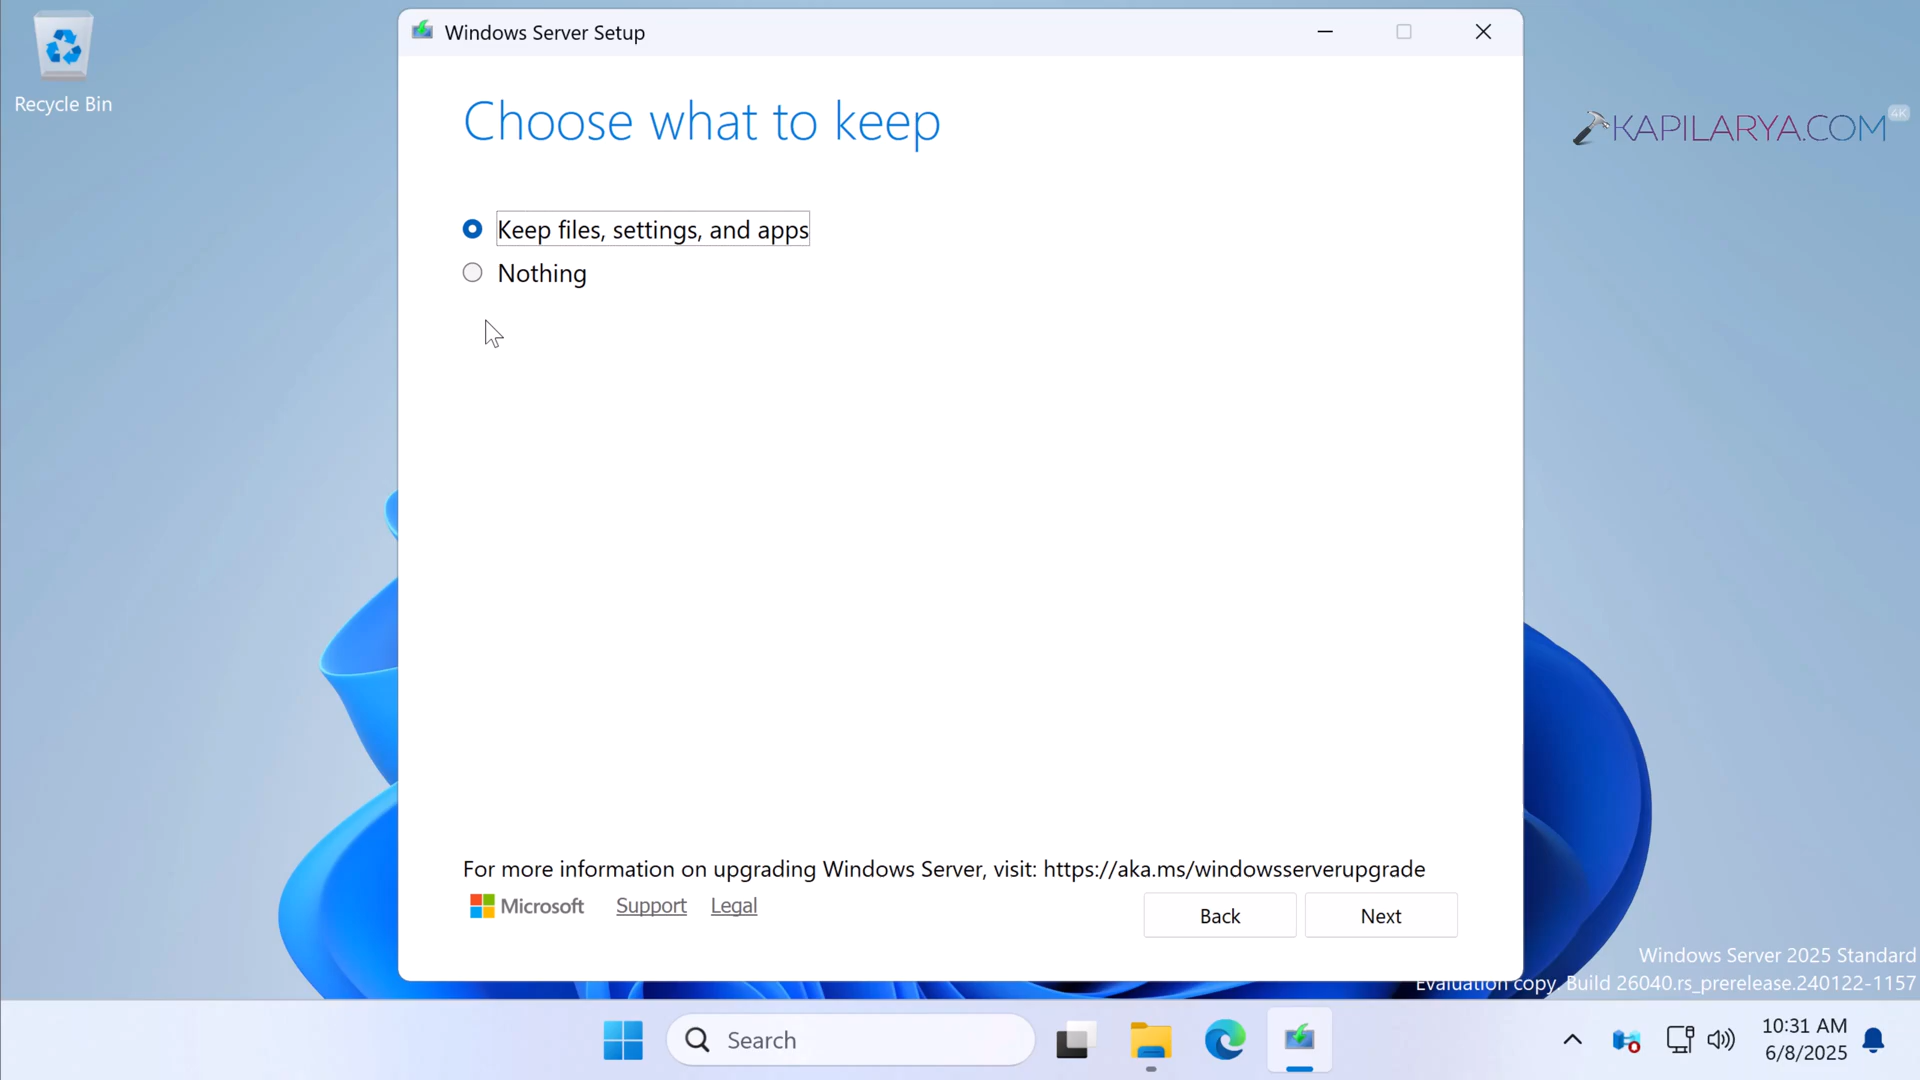 Windows Server Setup
Recycle Bin
Choose what to keep
KAPILARYA.COM
4K
Keep files, settings, and apps
Nothing
For more information on upgrading Windows Server, visit: https://aka.ms/windowsserverupgrade
Microsoft Support Legal
Back Next
Windows Server 2025 Standard
Evaluation copy. Build 26040.rs_prerelease.240122-1157
Search
10:31 AM
6/8/2025